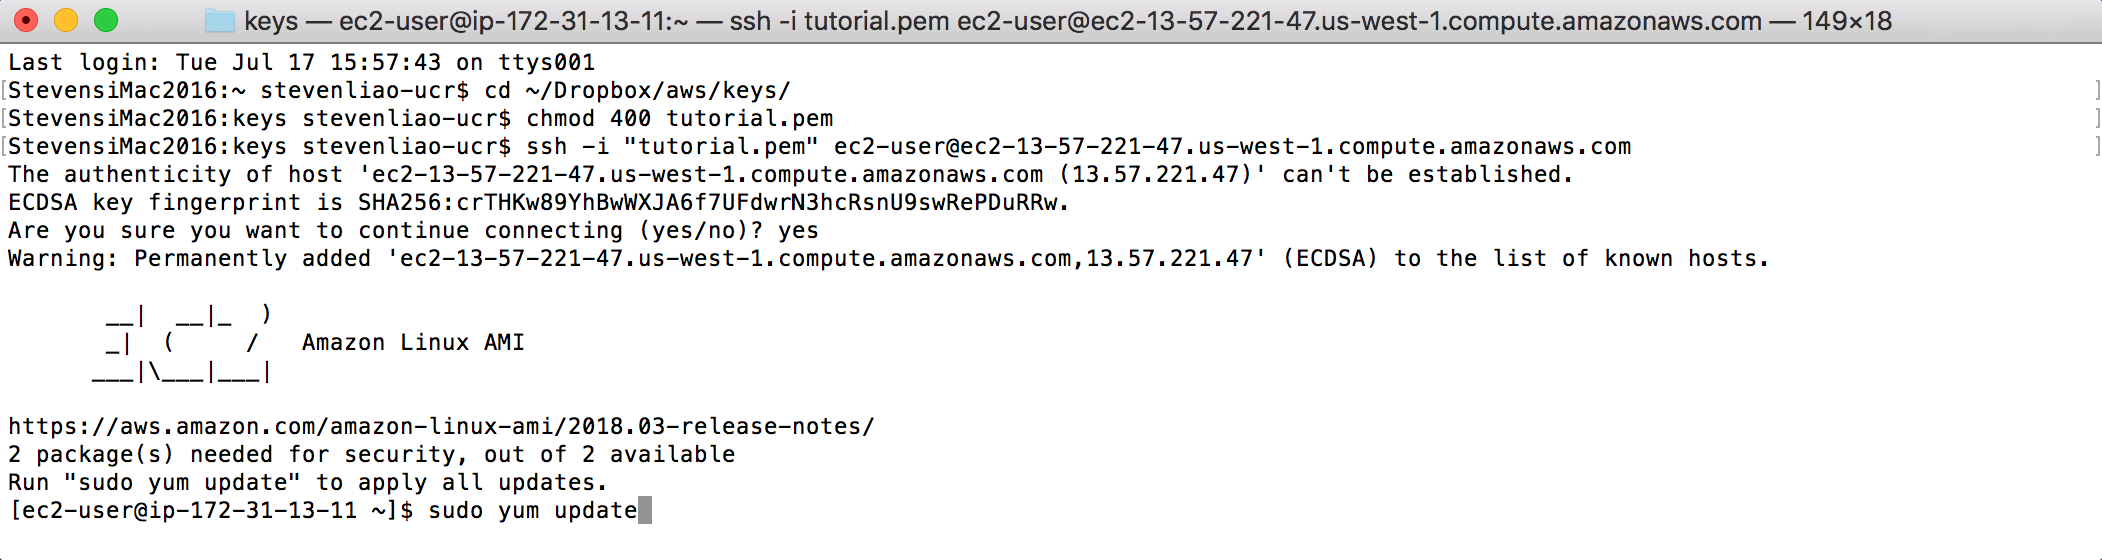 keys — ec2-user@ip-172-31-13-11:~ — ssh -i tutorial.pem ec2-user@ec2-13-57-221-47.us-west-1.compute.amazonaws.com — 149×18
Last login: Tue Jul 17 15:57:43 on ttys001
[StevensiMac2016:~ stevenliao-ucr$ cd ~/Dropbox/aws/keys/ ]
[StevensiMac2016:keys stevenliao-ucr$ chmod 400 tutorial.pem ]
[StevensiMac2016:keys stevenliao-ucr$ ssh -i "tutorial.pem" ec2-user@ec2-13-57-221-47.us-west-1.compute.amazonaws.com ]
The authenticity of host 'ec2-13-57-221-47.us-west-1.compute.amazonaws.com (13.57.221.47)' can't be established.
ECDSA key fingerprint is SHA256:crTHKw89YhBwWXJA6f7UFdwrN3hcRsnU9swRePDuRRw.
Are you sure you want to continue connecting (yes/no)? yes
Warning: Permanently added 'ec2-13-57-221-47.us-west-1.compute.amazonaws.com,13.57.221.47' (ECDSA) to the list of known hosts.
       __|  __|_  )
       _|  (     /   Amazon Linux AMI
      ___|\___|___|
https://aws.amazon.com/amazon-linux-ami/2018.03-release-notes/
2 package(s) needed for security, out of 2 available
Run "sudo yum update" to apply all updates.
[ec2-user@ip-172-31-13-11 ~]$ sudo yum update